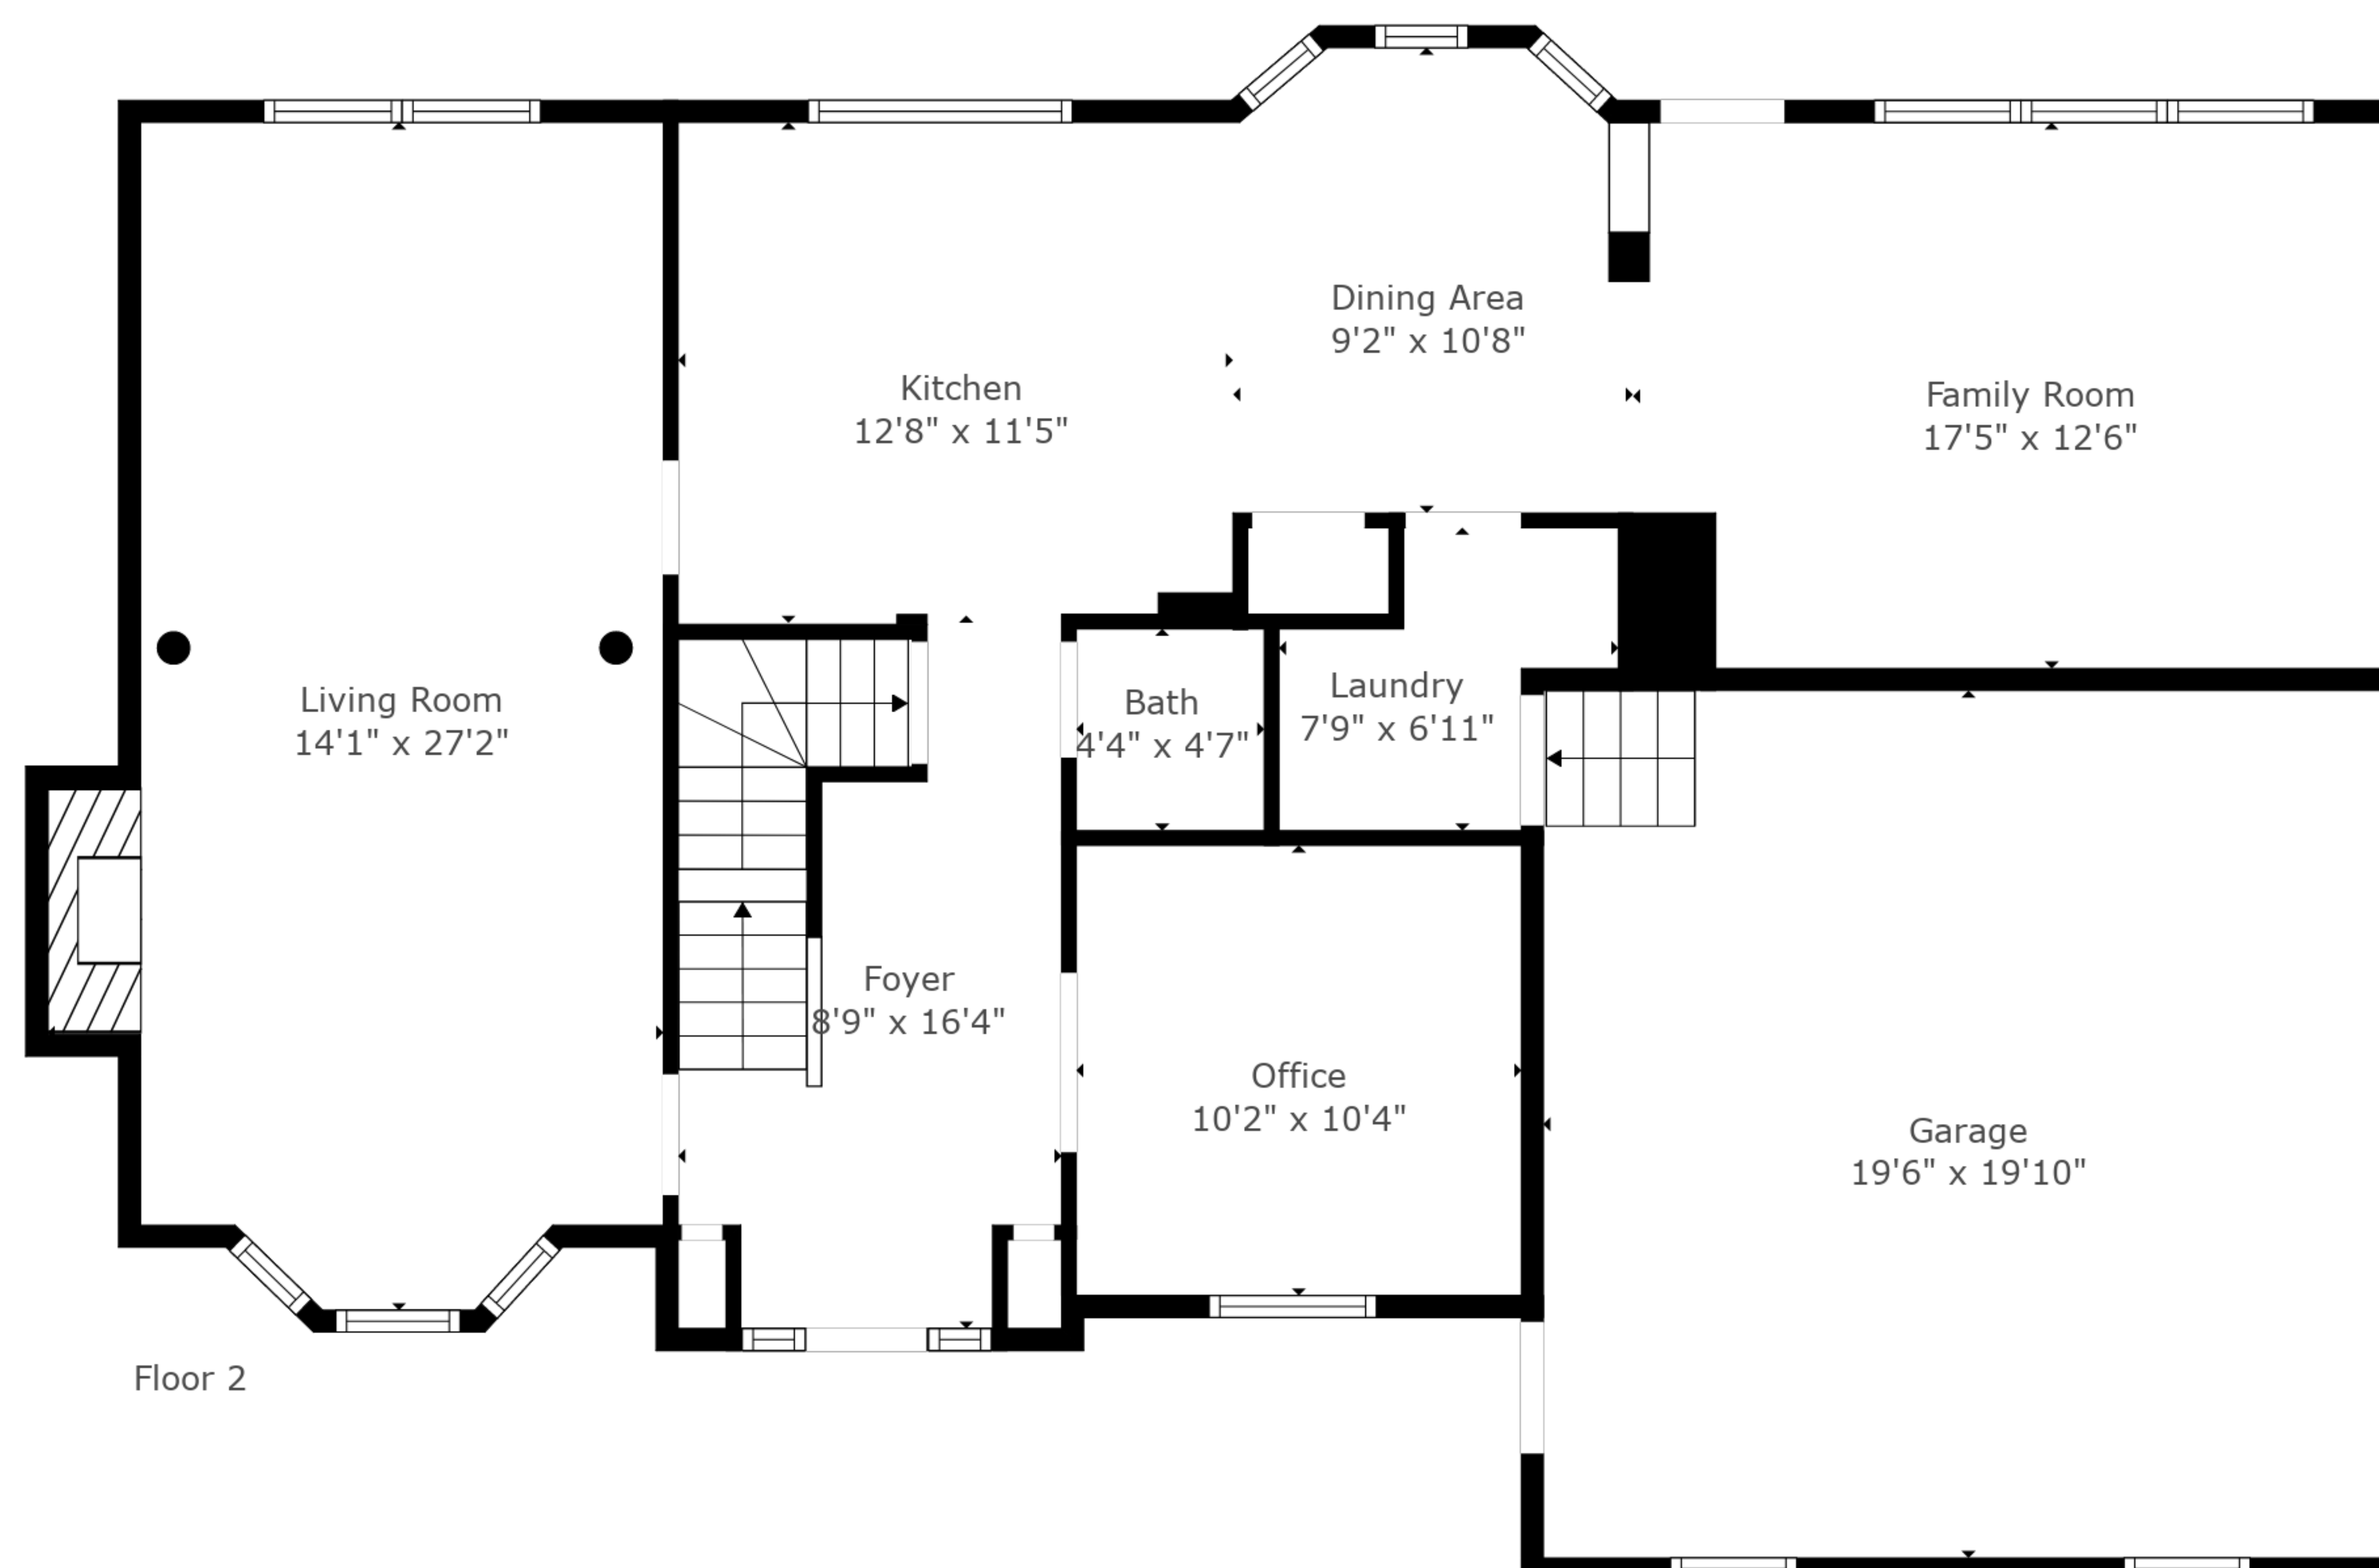 Dining Area
9'2" x 10'8"
Kitchen
12'8" x 11'5"
Family Room
17'5" x 12'6"
Living Room
14'1" x 27'2"
Bath
4'4" x 4'7"
Laundry
7'9" x 6'11"
Foyer
8'9" x 16'4"
Office
10'2" x 10'4"
Garage
19'6" x 19'10"
Floor 2